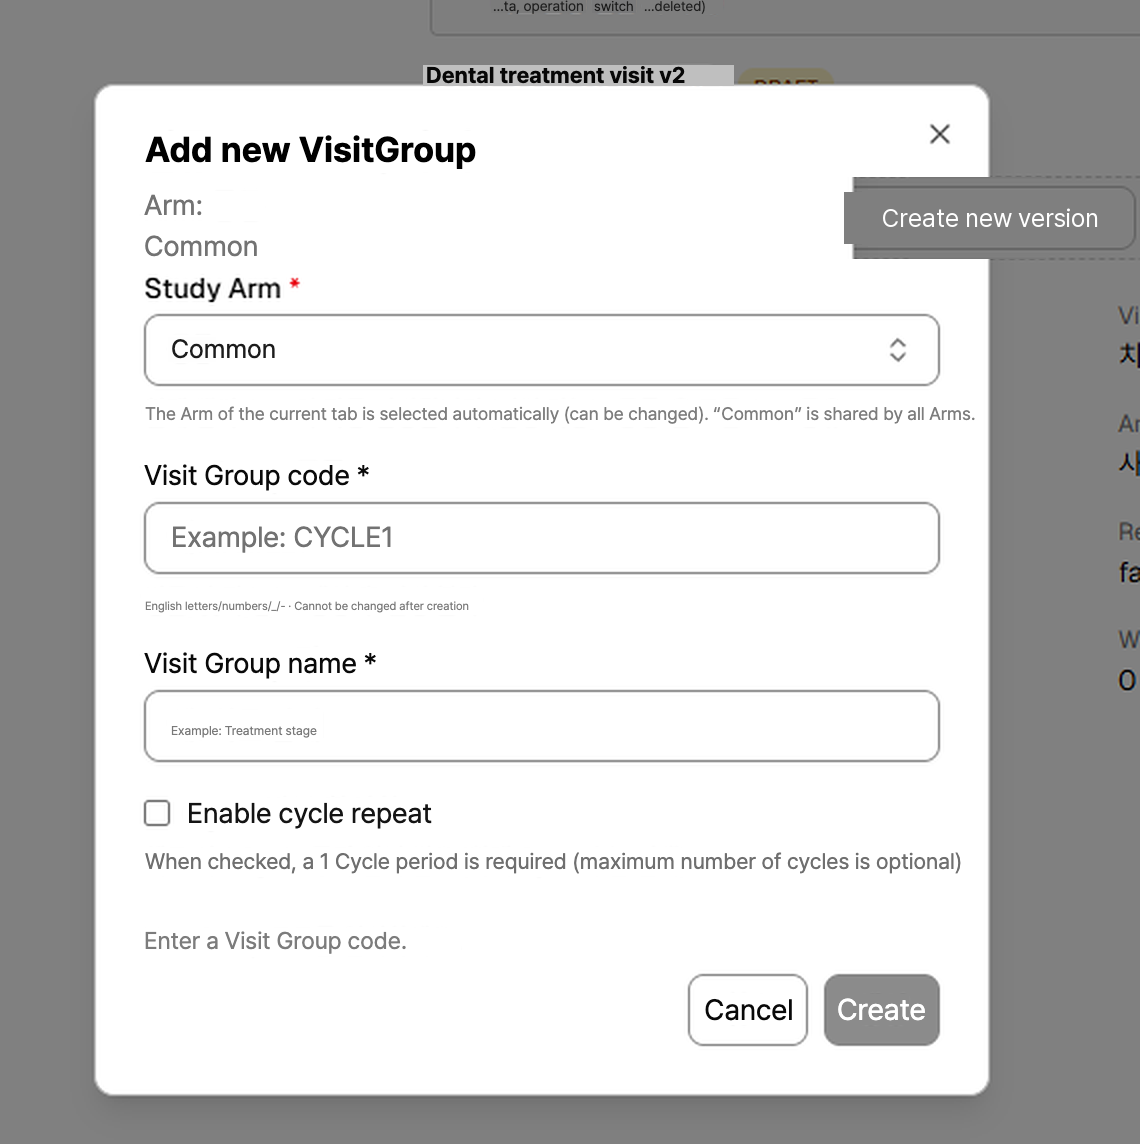 ...ta, operation switch ...deleted)
Dental treatment visit v2
DRAFT
Add new VisitGroup
Arm:
Common
Create new version
Study Arm *
Common
The Arm of the current tab is selected automatically (can be changed). “Common” is shared by all Arms.
Visit Group code *
Example: CYCLE1
English letters/numbers/_/- · Cannot be changed after creation
Visit Group name *
Example: Treatment stage
Enable cycle repeat
When checked, a 1 Cycle period is required (maximum number of cycles is optional)
Enter a Visit Group code.
Cancel
Create